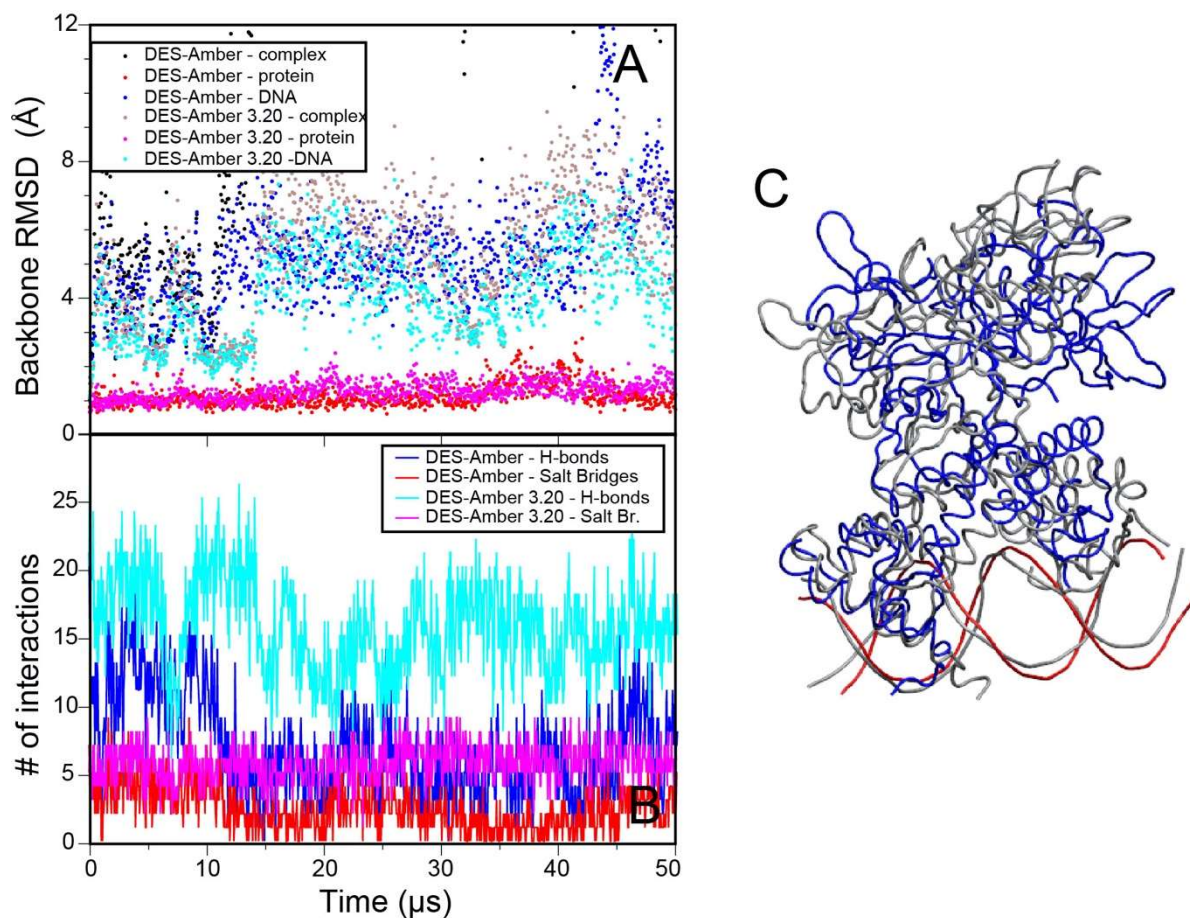 12
8
4
0
Backbone RMSD (Å)
DES-Amber - complex
DES-Amber - protein
DES-Amber - DNA
DES-Amber 3.20 - complex
DES-Amber 3.20 - protein
DES-Amber 3.20 -DNA
A
25
20
15
10
5
0
# of interactions
DES-Amber - H-bonds
DES-Amber - Salt Bridges
DES-Amber 3.20 - H-bonds
DES-Amber 3.20 - Salt Br.
B
0 10 20 30 40 50
Time (µs)
C